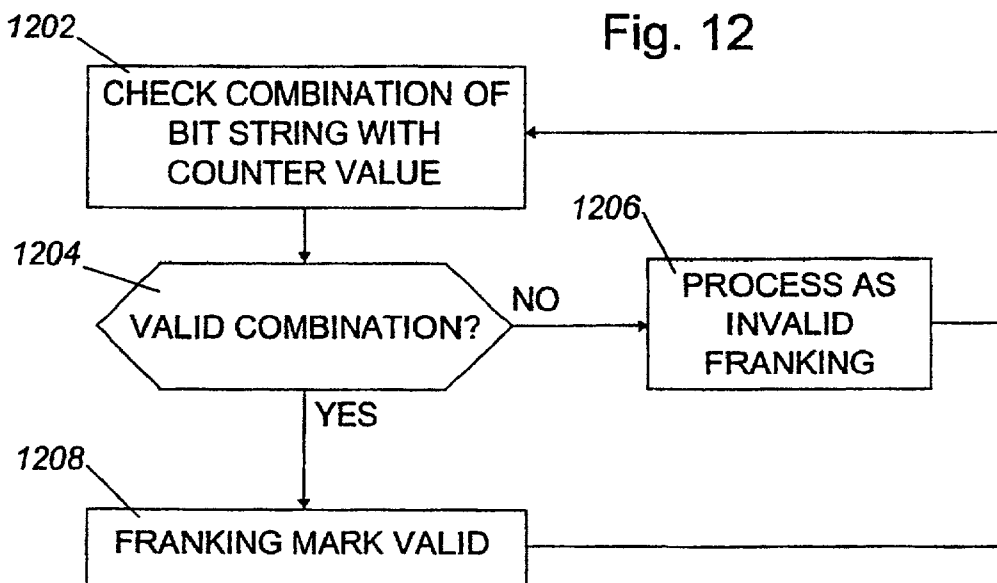 Fig. 12
1202
CHECK COMBINATION OF
BIT STRING WITH
COUNTER VALUE
1204
VALID COMBINATION?
NO
1206
PROCESS AS
INVALID
FRANKING
YES
1208
FRANKING MARK VALID